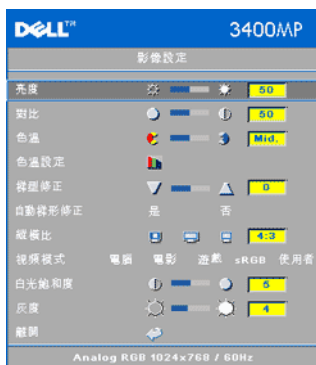 DELL™ 3400MP
影像設定
亮度 50
對比 50
色溫 Mid.
色溫設定
梯型修正 0
自動梯形修正 是 否
縱橫比 4:3
視頻模式 電腦 電影 遊戲 sRGB 使用者
白光飽和度 6
灰度 4
離開
Analog RGB 1024x768 / 60Hz